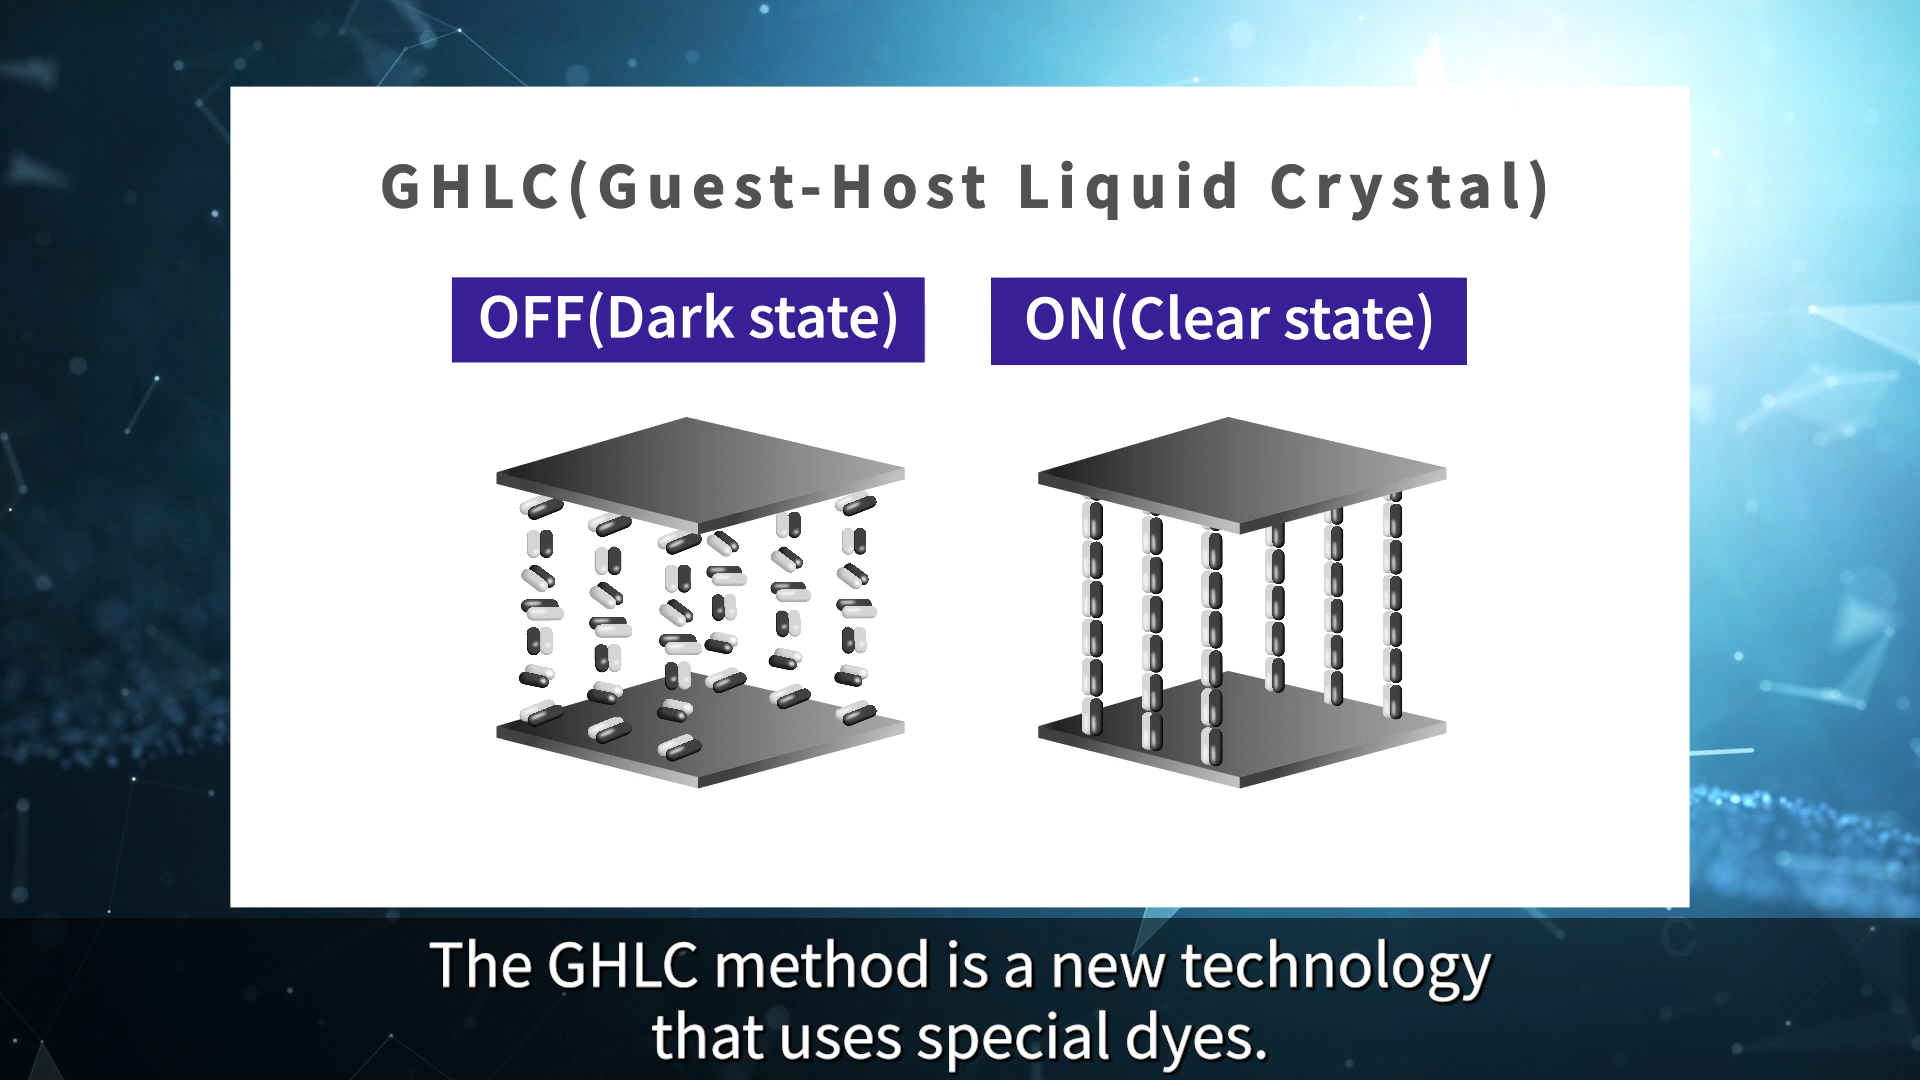 GHLC(Guest-Host Liquid Crystal)
OFF(Dark state)
ON(Clear state)
The GHLC method is a new technology
that uses special dyes.